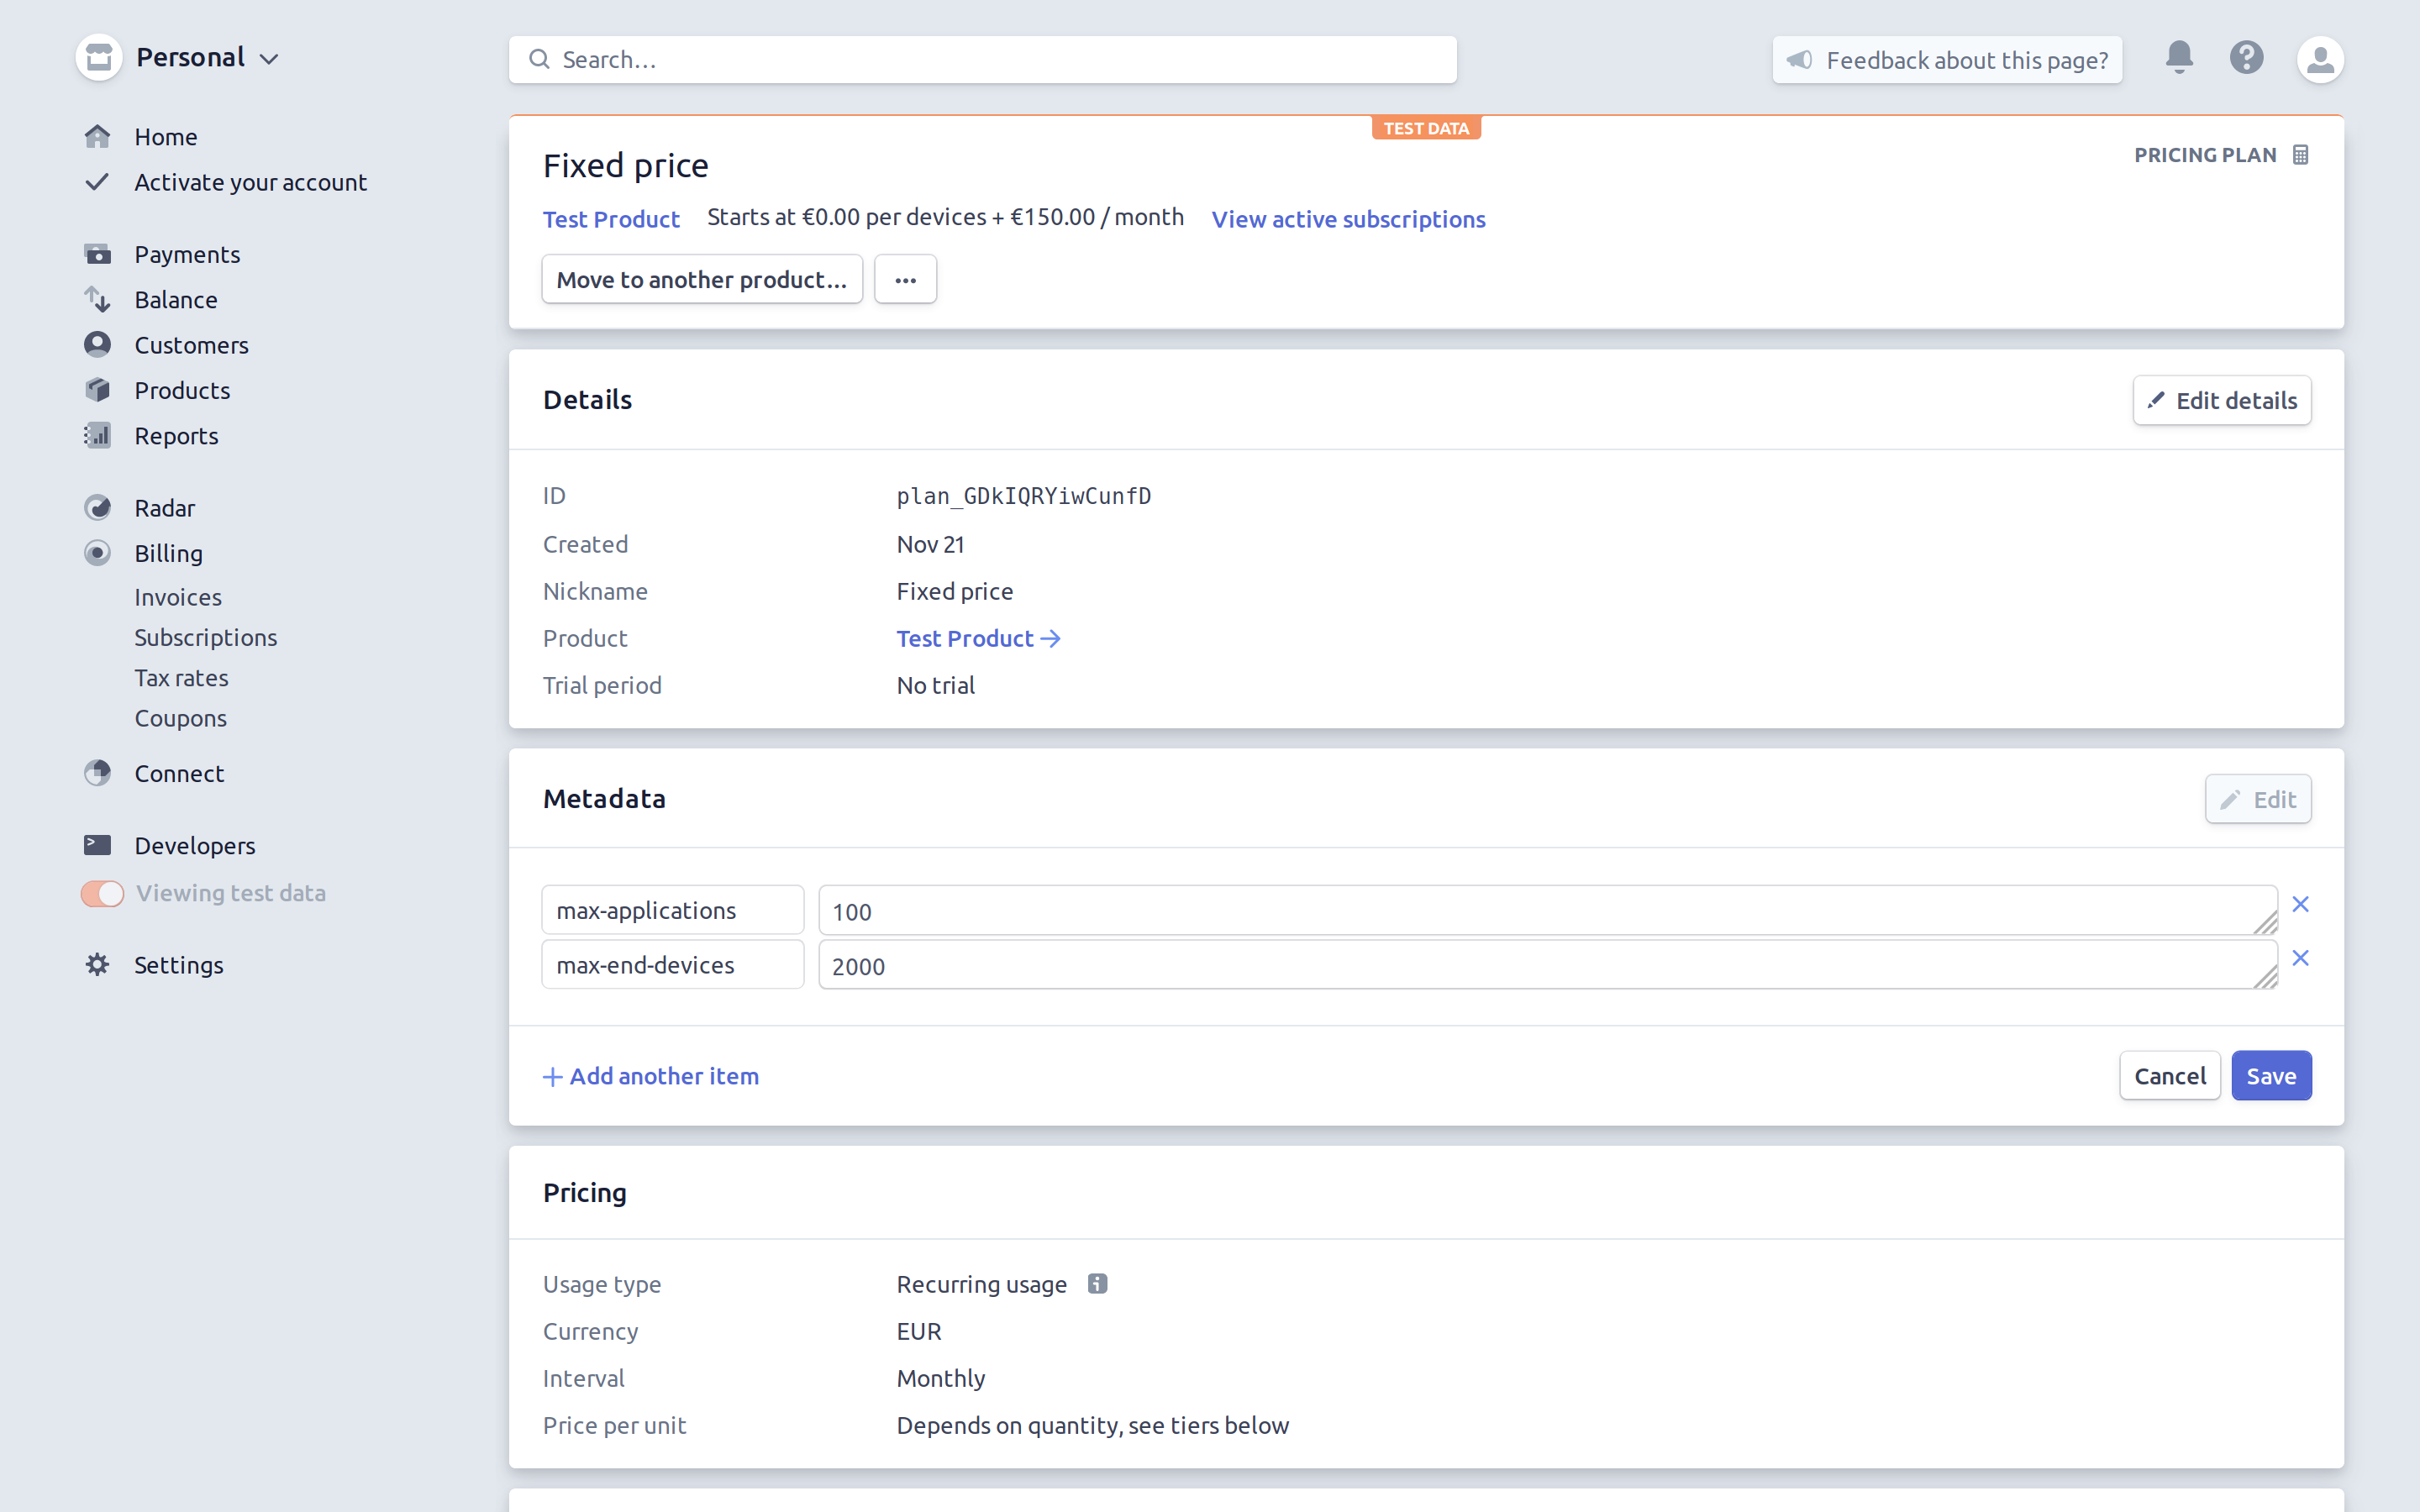 Personal
Search...
Feedback about this page?
Home
Activate your account
Payments
Balance
Customers
Products
Reports
Radar
Billing
Invoices
Subscriptions
Tax rates
Coupons
Connect
Developers
Viewing test data
Settings
TEST DATA
Fixed price
PRICING PLAN
Test Product Starts at €0.00 per devices + €150.00 / month View active subscriptions
Move to another product... ...
Details
Edit details
ID plan_GDkIQRYiwCunfD
Created Nov 21
Nickname Fixed price
Product Test Product →
Trial period No trial
Metadata
Edit
max-applications 100
max-end-devices 2000
+ Add another item
Cancel Save
Pricing
Usage type Recurring usage
Currency EUR
Interval Monthly
Price per unit Depends on quantity, see tiers below